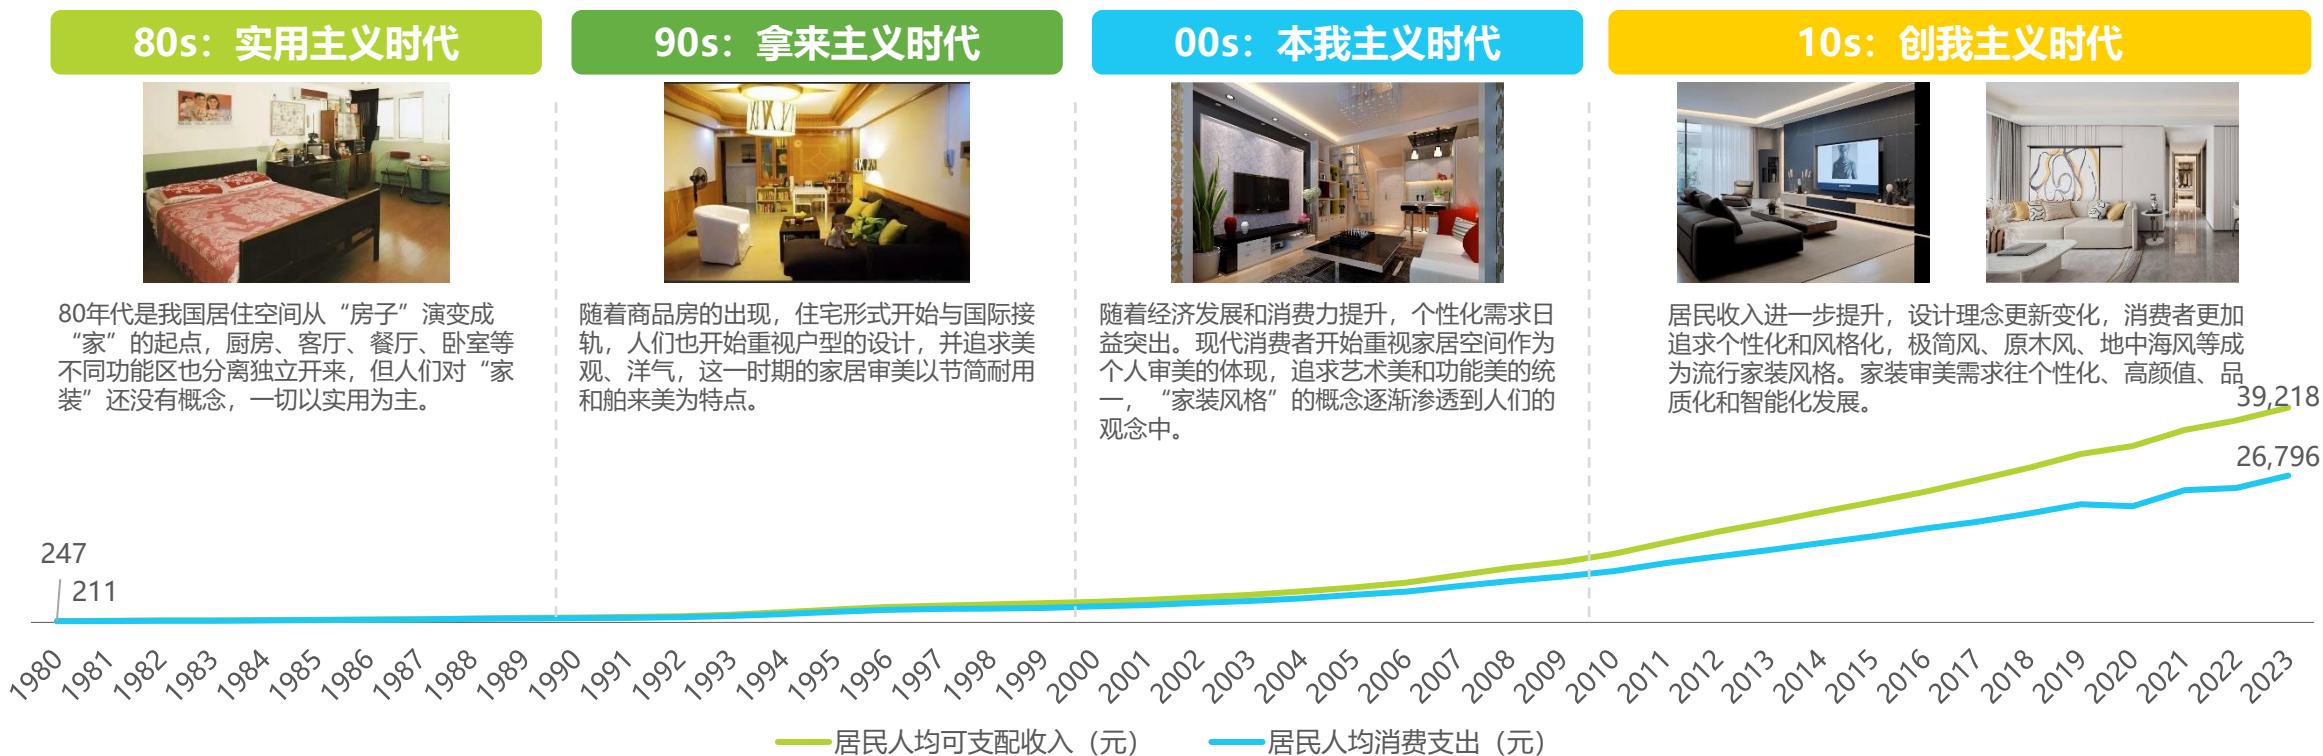 80s：实用主义时代
90s：拿来主义时代
00s：本我主义时代
10s：创我主义时代
80年代是我国居住空间从“房子”演变成
“家”的起点，厨房、客厅、餐厅、卧室等
不同功能区也分离独立开来，但人们对“家
装”还没有概念，一切以实用为主。
随着商品房的出现，住宅形式开始与国际接
轨，人们也开始重视户型的设计，并追求美
观、洋气，这一时期的家居审美以节简耐用
和舶来美为特点。
随着经济发展和消费力提升，个性化需求日
益突出。现代消费者开始重视家居空间作为
个人审美的体现，追求艺术美和功能美的统
一，“家装风格”的概念逐渐渗透到人们的
观念中。
居民收入进一步提升，设计理念更新变化，消费者更加
追求个性化和风格化，极简风、原木风、地中海风等成
为流行家装风格。家装审美需求往个性化、高颜值、品
质化和智能化发展。
39,218
26,796
247
211
1980
1981
1982
1983
1984
1985
1986
1987
1988
1989
1990
1991
1992
1993
1994
1995
1996
1997
1998
1999
2000
2001
2002
2003
2004
2005
2006
2007
2008
2009
2010
2011
2012
2013
2014
2015
2016
2017
2018
2019
2020
2021
2022
2023
居民人均可支配收入（元）
居民人均消费支出（元）